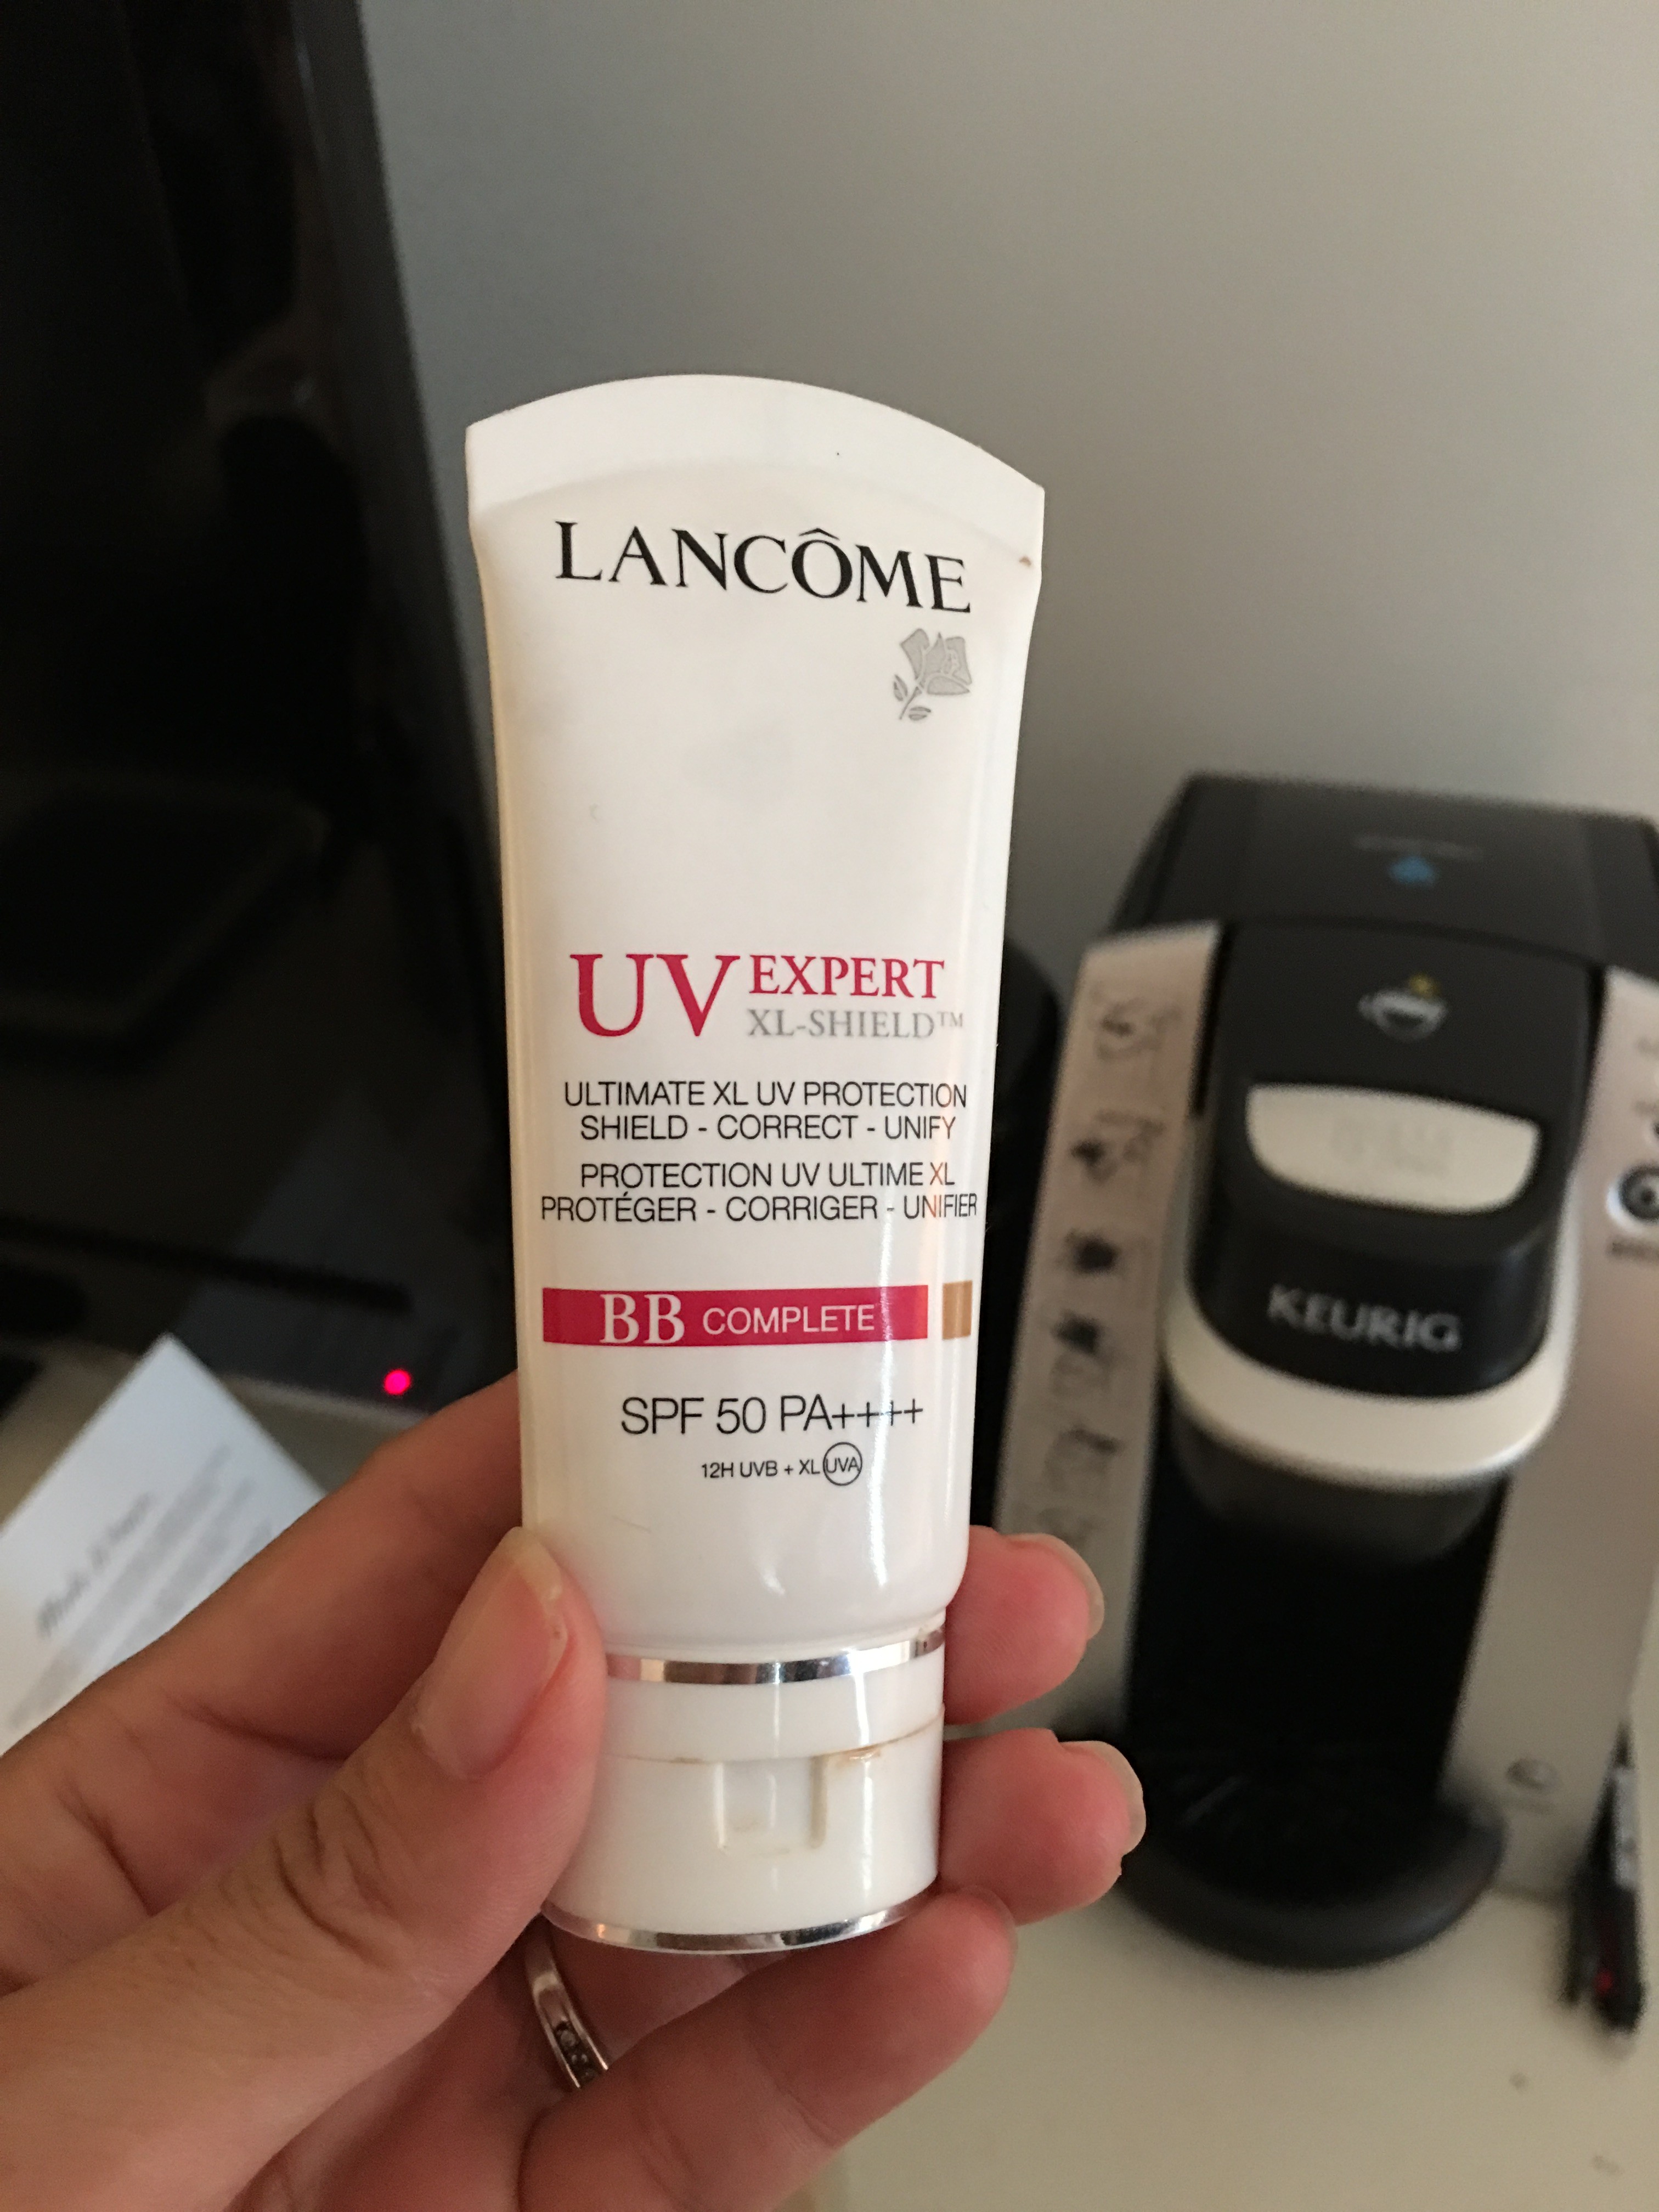 LANCÔME
UV EXPERT
XL-SHIELD™
ULTIMATE XL UV PROTECTION
SHIELD - CORRECT - UNIFY
PROTECTION UV ULTIME XL
PROTÉGER - CORRIGER - UNIFIER
BB COMPLETE
SPF 50 PA++++
12H UVB + XL UVA
KEURIG